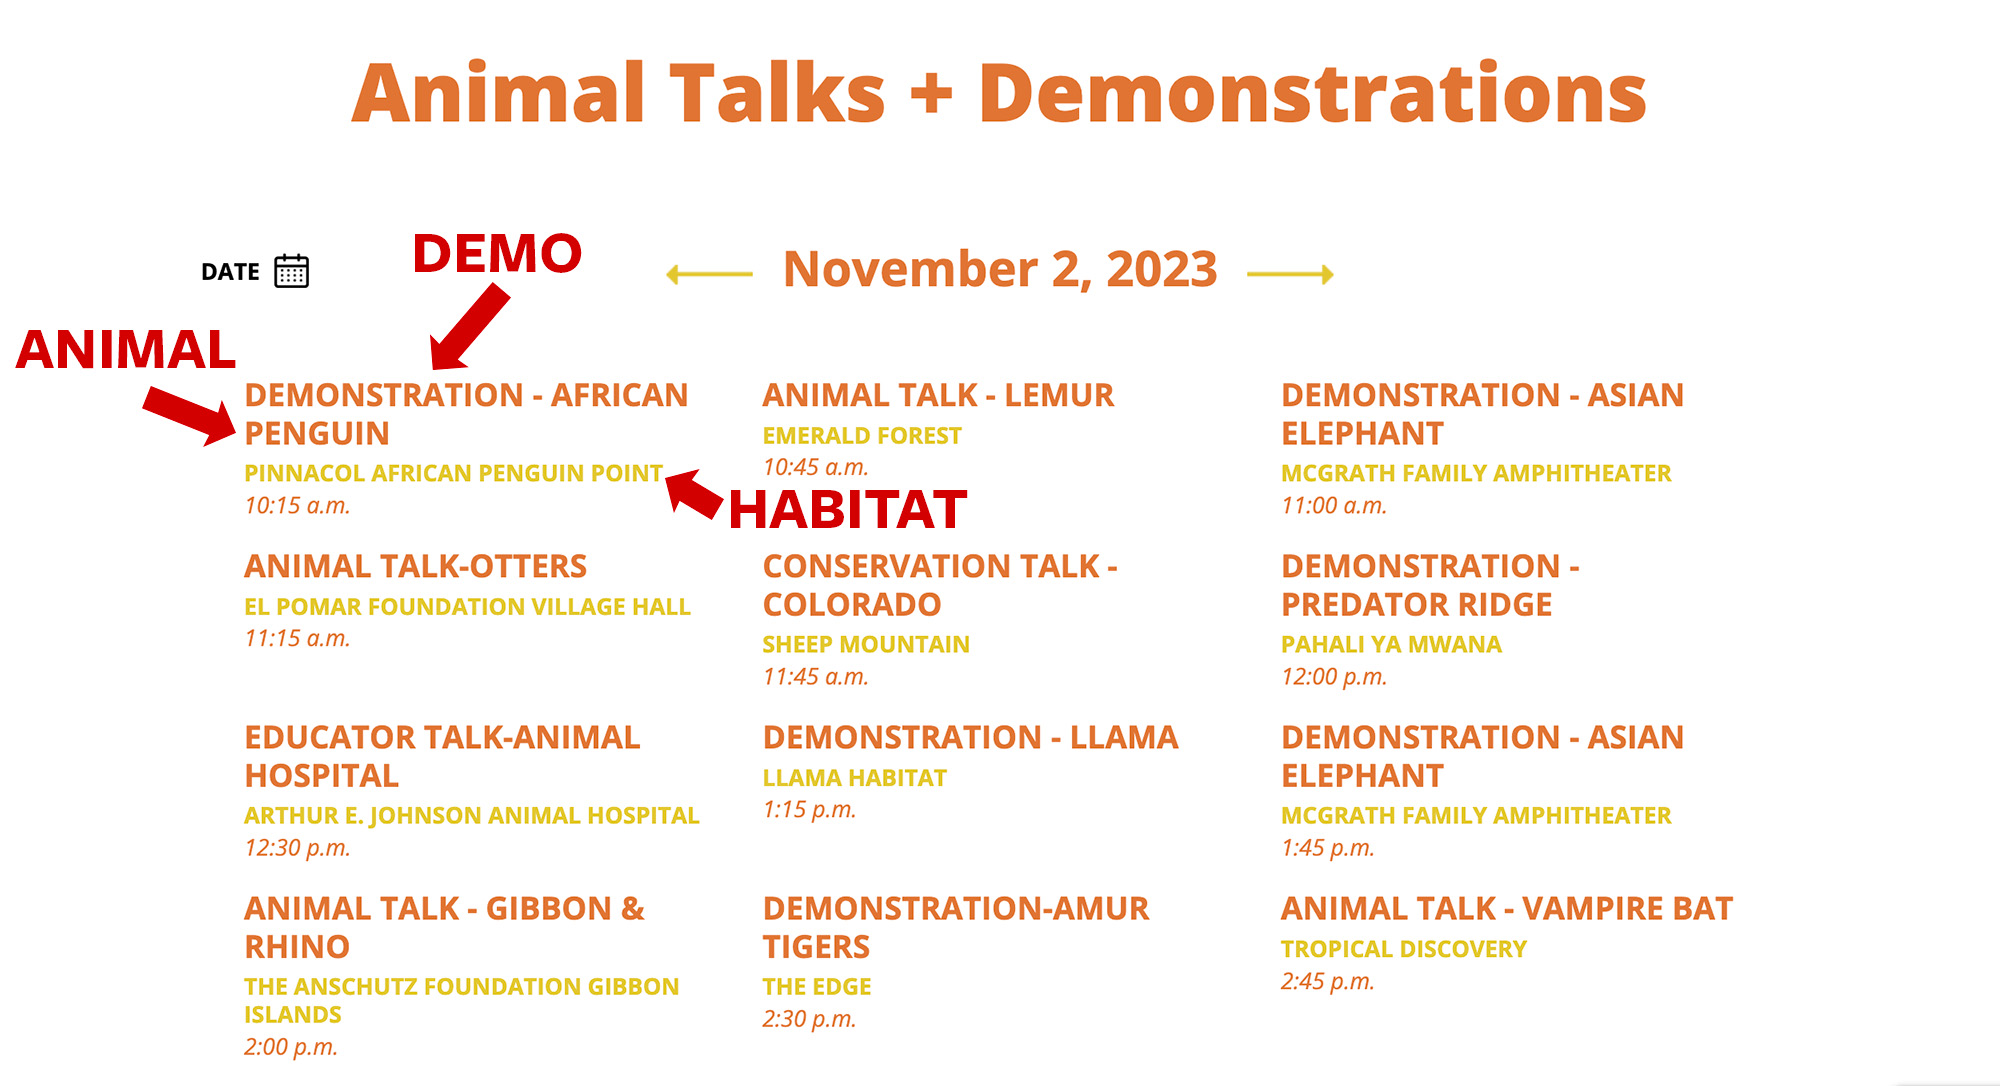 Animal Talks + Demonstrations
DATE
DEMO
November 2, 2023
ANIMAL
DEMONSTRATION - AFRICAN
PENGUIN
PINNACOL AFRICAN PENGUIN POINT
10:15 a.m.
HABITAT
ANIMAL TALK - LEMUR
EMERALD FOREST
10:45 a.m.
DEMONSTRATION - ASIAN
ELEPHANT
MCGRATH FAMILY AMPHITHEATER
11:00 a.m.
ANIMAL TALK-OTTERS
EL POMAR FOUNDATION VILLAGE HALL
11:15 a.m.
CONSERVATION TALK -
COLORADO
SHEEP MOUNTAIN
11:45 a.m.
DEMONSTRATION -
PREDATOR RIDGE
PAHALI YA MWANA
12:00 p.m.
EDUCATOR TALK-ANIMAL
HOSPITAL
ARTHUR E. JOHNSON ANIMAL HOSPITAL
12:30 p.m.
DEMONSTRATION - LLAMA
LLAMA HABITAT
1:15 p.m.
DEMONSTRATION - ASIAN
ELEPHANT
MCGRATH FAMILY AMPHITHEATER
1:45 p.m.
ANIMAL TALK - GIBBON &
RHINO
THE ANSCHUTZ FOUNDATION GIBBON
ISLANDS
2:00 p.m.
DEMONSTRATION-AMUR
TIGERS
THE EDGE
2:30 p.m.
ANIMAL TALK - VAMPIRE BAT
TROPICAL DISCOVERY
2:45 p.m.